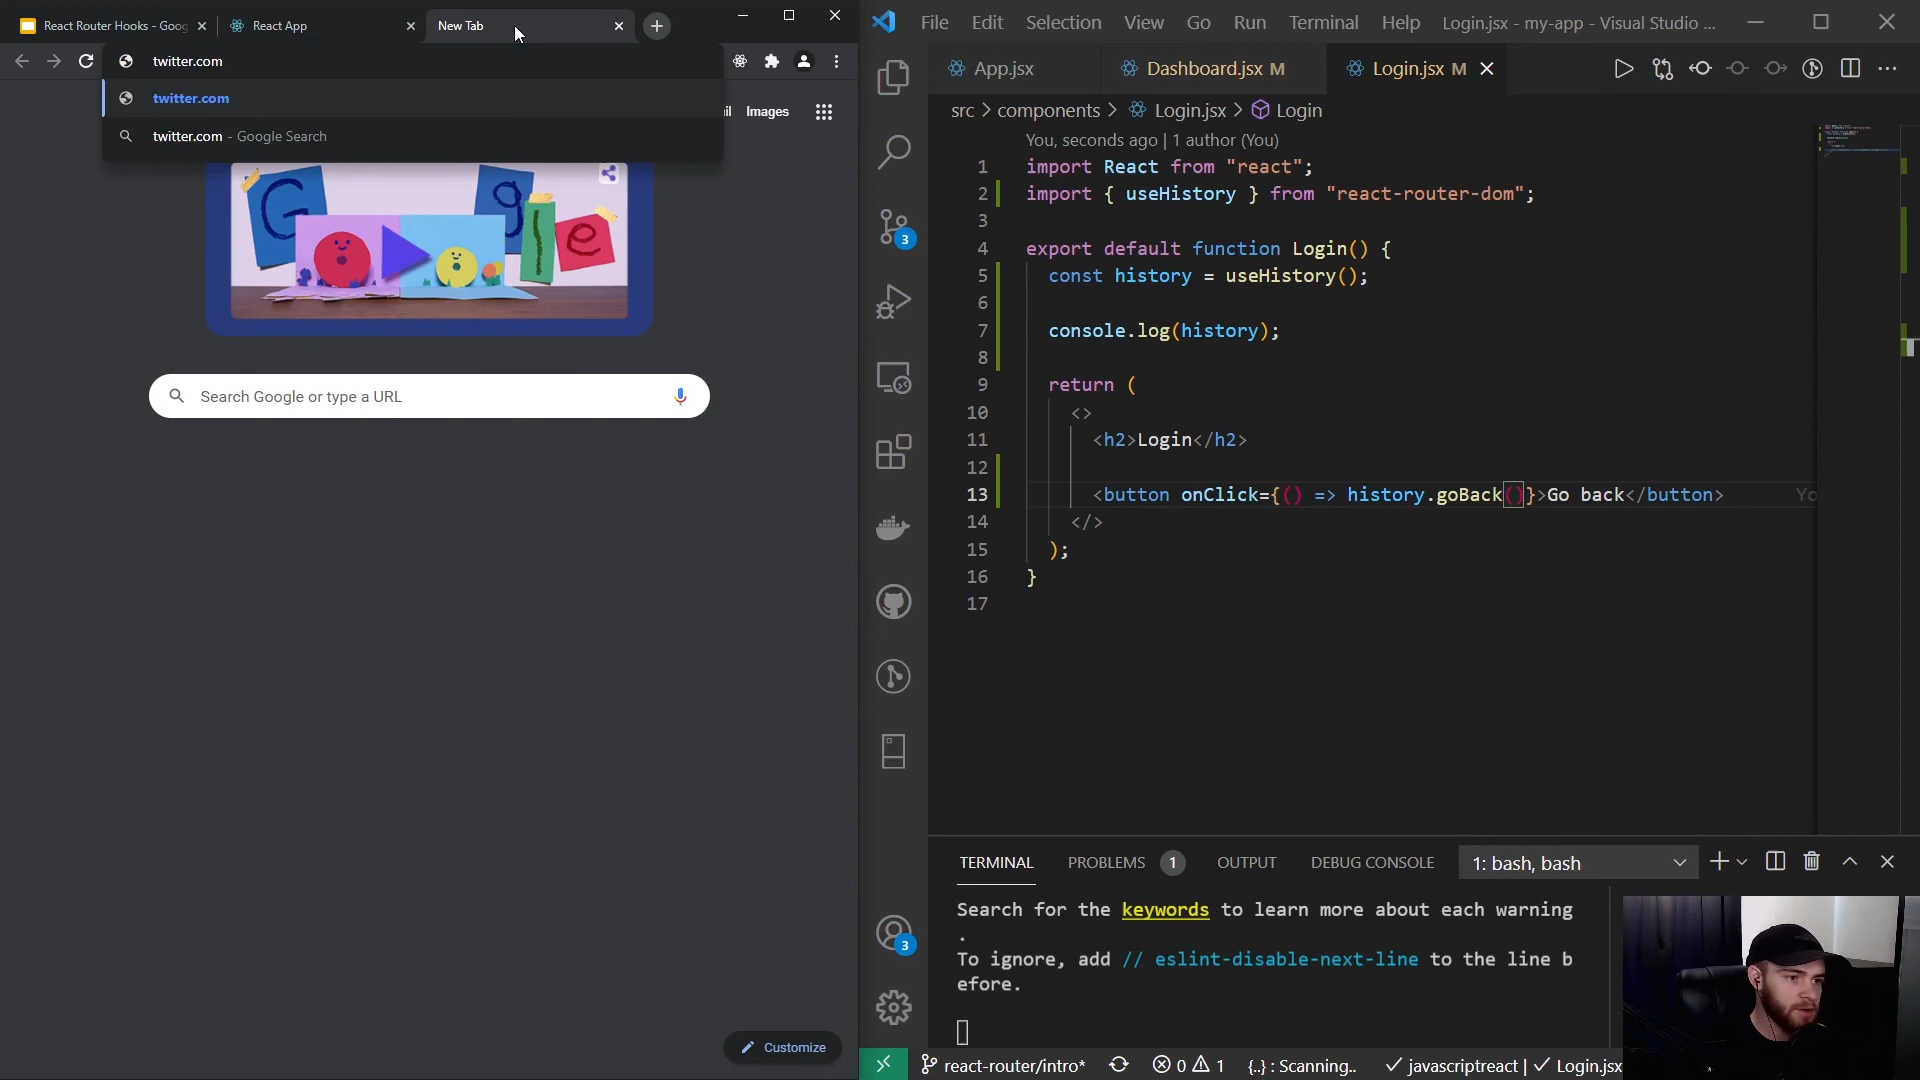 React Router Hooks - Goog
React App
New Tab
twitter.com
twitter.com
twitter.com - Google Search
Images
G g l e
Search Google or type a URL
Customize
File Edit Selection View Go Run Terminal Help Login.jsx - my-app - Visual Studio ...
App.jsx
Dashboard.jsx M
Login.jsx M
src > components > Login.jsx > Login
You, seconds ago | 1 author (You)
1 import React from "react";
2 import { useHistory } from "react-router-dom";
3
4 export default function Login() {
5 const history = useHistory();
6
7 console.log(history);
8
9 return (
10 <>
11 <h2>Login</h2>
12
13 <button onClick={() => history.goBack()}>Go back</button> Yo
14 </>
15 );
16 }
17
3
3
TERMINAL PROBLEMS 1 OUTPUT DEBUG CONSOLE 1: bash, bash
Search for the keywords to learn more about each warning
.
To ignore, add // eslint-disable-next-line to the line b
efore.
react-router/intro* 0 1 {..} : Scanning.. javascriptreact | Login.jsx